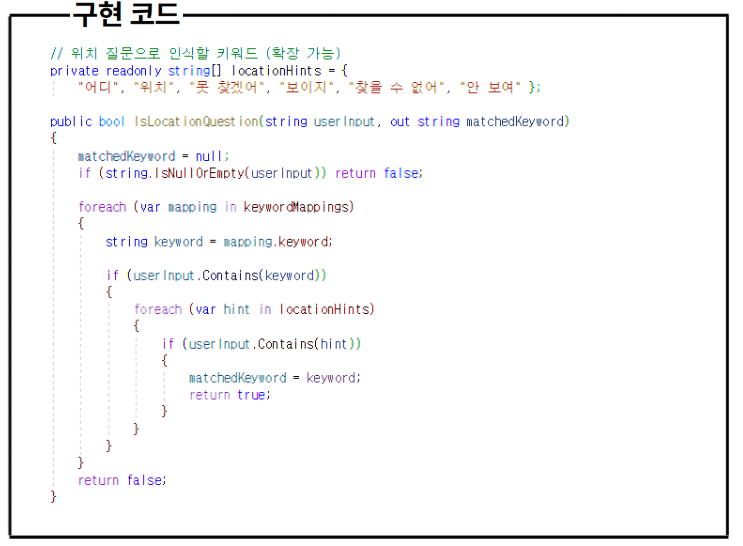 구현 코드
// 위치 질문으로 인식할 키워드 (확장 가능)
private readonly string[] locationHints = {
"어디", "위치", "못 찾겠어", "보이지", "찾을 수 없어", "안 보여" };
public bool IsLocationQuestion(string userInput, out string matchedKeyword)
{
matchedKeyword = null;
if (string.IsNullOrEmpty(userInput)) return false;
foreach (var mapping in keywordMappings)
{
string keyword = mapping.keyword;
if (userInput.Contains(keyword))
{
foreach (var hint in locationHints)
{
if (userInput.Contains(hint))
{
matchedKeyword = keyword;
return true;
}
}
}
}
return false;
}